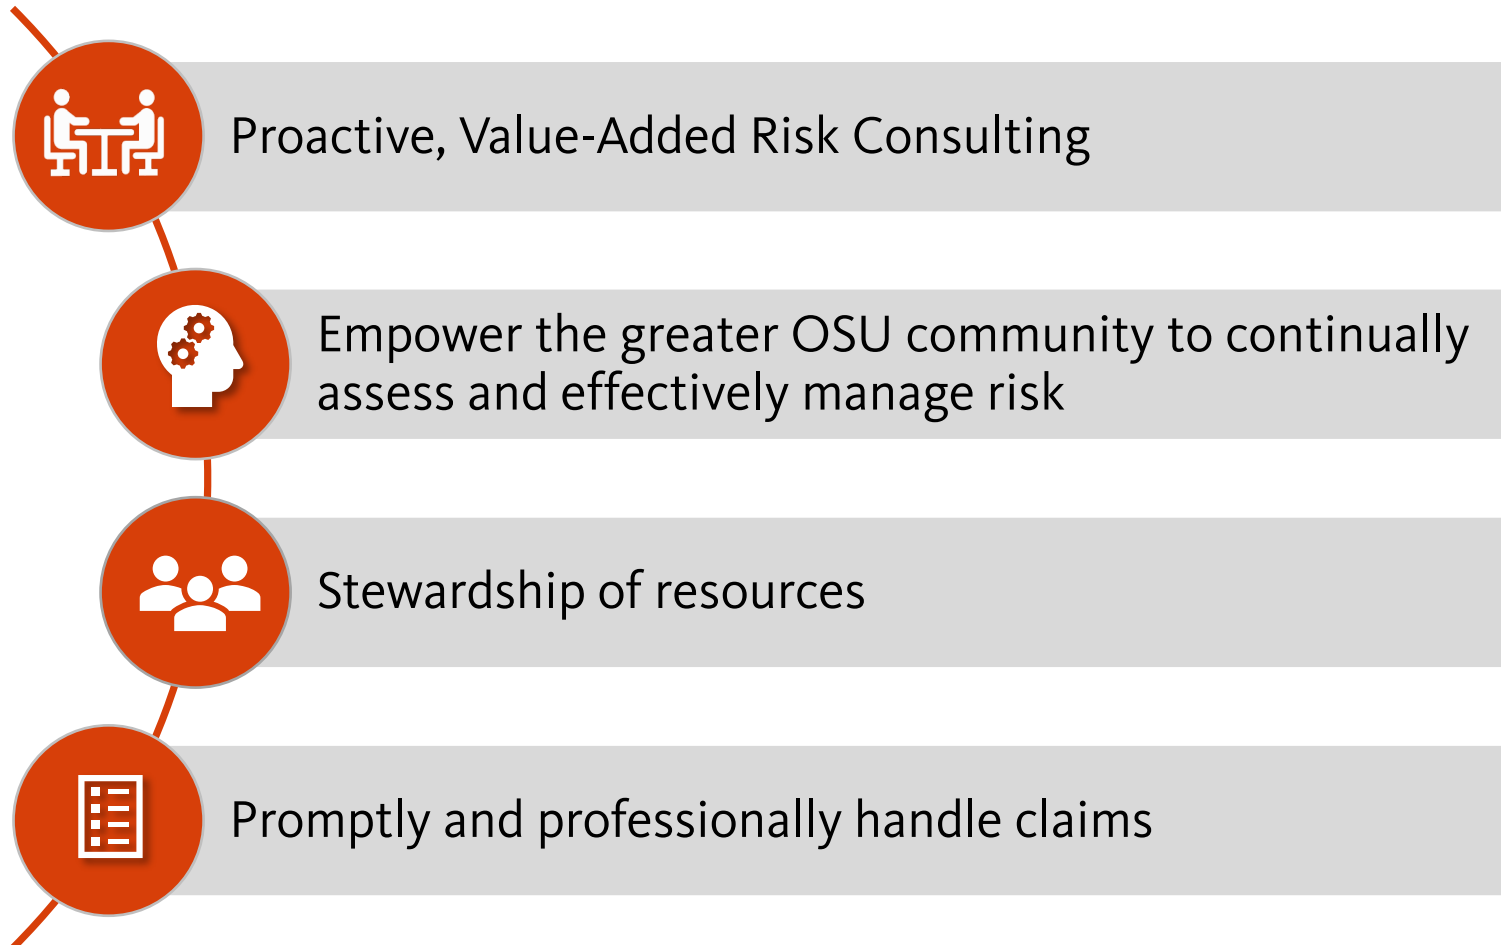 Proactive, Value-Added Risk Consulting
Empower the greater OSU community to continually
assess and effectively manage risk
Stewardship of resources
Promptly and professionally handle claims